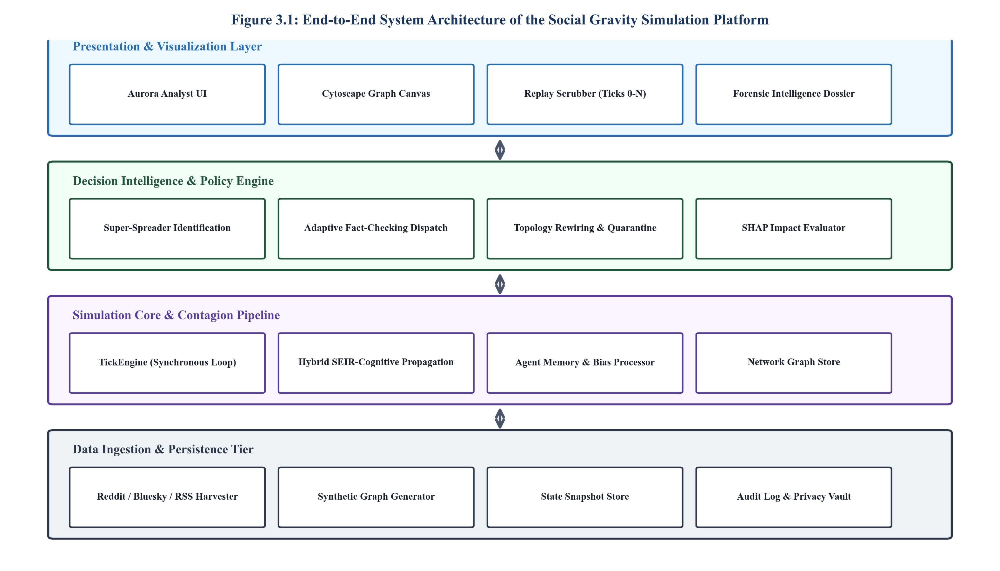 Figure 3.1: End-to-End System Architecture of the Social Gravity Simulation Platform
Presentation & Visualization Layer
Aurora Analyst UI
Cytoscape Graph Canvas
Replay Scrubber (Ticks 0-N)
Forensic Intelligence Dossier
Decision Intelligence & Policy Engine
Super-Spreader Identification
Adaptive Fact-Checking Dispatch
Topology Rewiring & Quarantine
SHAP Impact Evaluator
Simulation Core & Contagion Pipeline
TickEngine (Synchronous Loop)
Hybrid SEIR-Cognitive Propagation
Agent Memory & Bias Processor
Network Graph Store
Data Ingestion & Persistence Tier
Reddit / Bluesky / RSS Harvester
Synthetic Graph Generator
State Snapshot Store
Audit Log & Privacy Vault